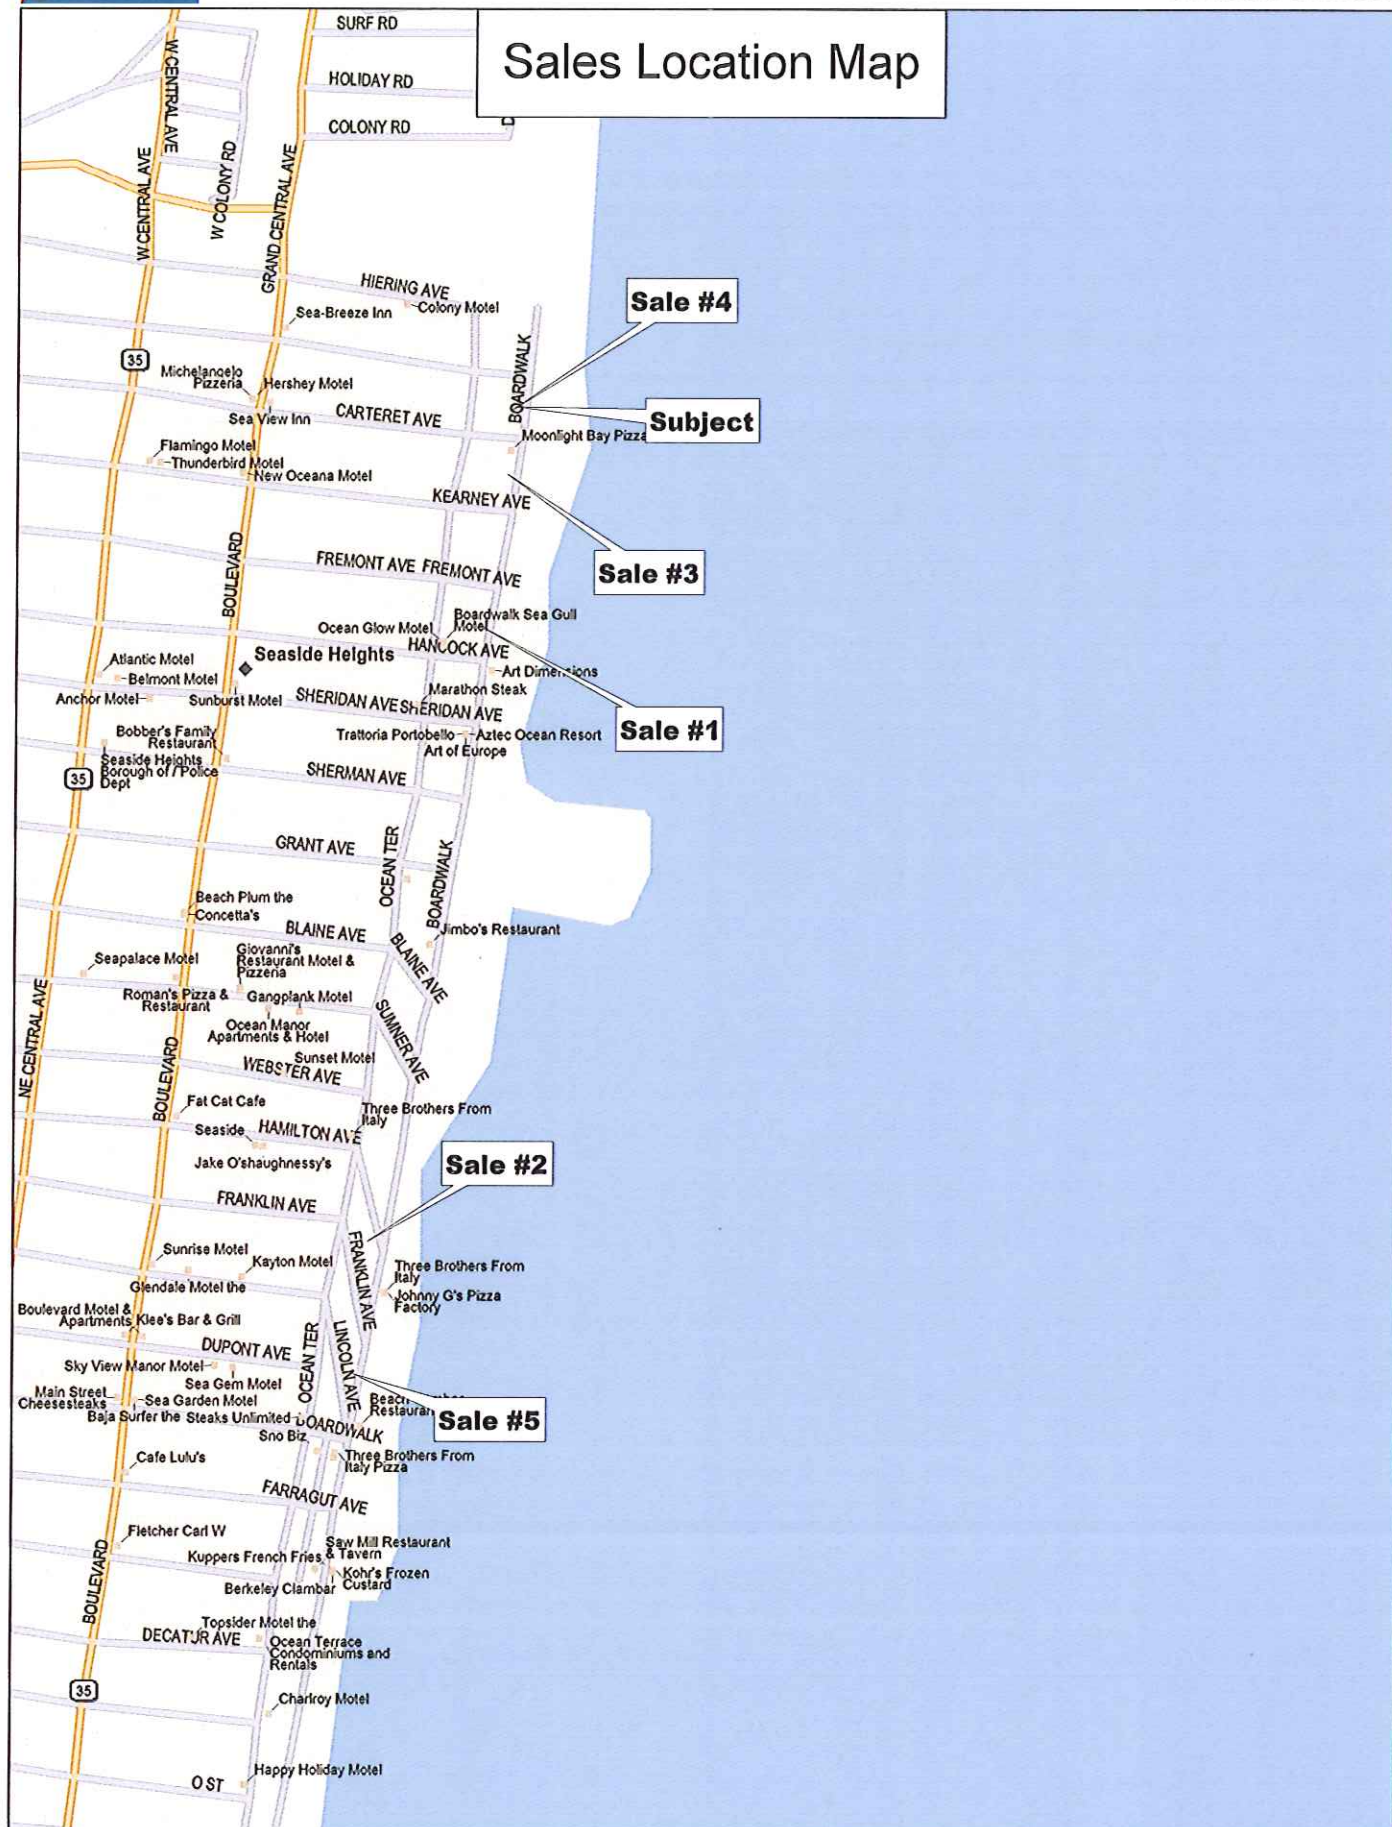 Sales Location Map
SURF RD
HOLIDAY RD
COLONY RD
D
W CENTRAL AVE
W CENTRAL AVE
W COLONY RD
GRAND CENTRAL AVE
HIERING AVE
Colony Motel
Sea-Breeze Inn
Sale #4
35
BOARDWALK
Michelangelo
Pizzeria
Hershey Motel
Sea View Inn
CARTERET AVE
Subject
Moonlight Bay Pizza
Flamingo Motel
Thunderbird Motel
New Oceana Motel
KEARNEY AVE
BOULEVARD
FREMONT AVE
FREMONT AVE
Sale #3
Boardwalk Sea Gull
Motel
Ocean Glow Motel
HANCOCK AVE
Seaside Heights
Atlantic Motel
Belmont Motel
Art Dimensions
Anchor Motel
Sunburst Motel
SHERIDAN AVE
SHERIDAN AVE
Marathon Steak
Sale #1
Bobber's Family
Restaurant
Trattoria Portobello
Aztec Ocean Resort
Art of Europe
Seaside Heights
Borough of / Police
Dept
35
SHERMAN AVE
GRANT AVE
OCEAN TER
BOARDWALK
Beach Plum the
Concetta's
BLAINE AVE
BLAINE AVE
Jimbo's Restaurant
Seapalace Motel
Giovanni's
Restaurant Motel &
Pizzeria
Roman's Pizza &
Restaurant
Gangplank Motel
Ocean Manor
Apartments & Hotel
NE CENTRAL AVE
SUMNER AVE
Sunset Motel
WEBSTER AVE
BOULEVARD
Fat Cat Cafe
Three Brothers From
Italy
Seaside
HAMILTON AVE
Jake O'shaughnessy's
Sale #2
FRANKLIN AVE
FRANKLIN AVE
Sunrise Motel
Kayton Motel
Glendale Motel the
Three Brothers From
Italy
Johnny G's Pizza
Factory
Boulevard Motel &
Apartments
Klee's Bar & Grill
DUPONT AVE
OCEAN TER
LINCOLN AVE
Sky View Manor Motel
Sea Gem Motel
Main Street
Cheesesteaks
Sea Garden Motel
Baja Surfer the
Steaks Unlimited
BOARDWALK
Sale #5
Sno Biz
Three Brothers From
Italy Pizza
Cafe Lulu's
FARRAGUT AVE
Fletcher Carl W
BOULEVARD
Saw Mill Restaurant
& Tavern
Kuppers French Fries
Kohr's Frozen
Custard
Berkeley Clambar
Topsider Motel the
DECATUR AVE
Ocean Terrace
Condominiums and
Rentals
35
Charlroy Motel
Happy Holiday Motel
O ST